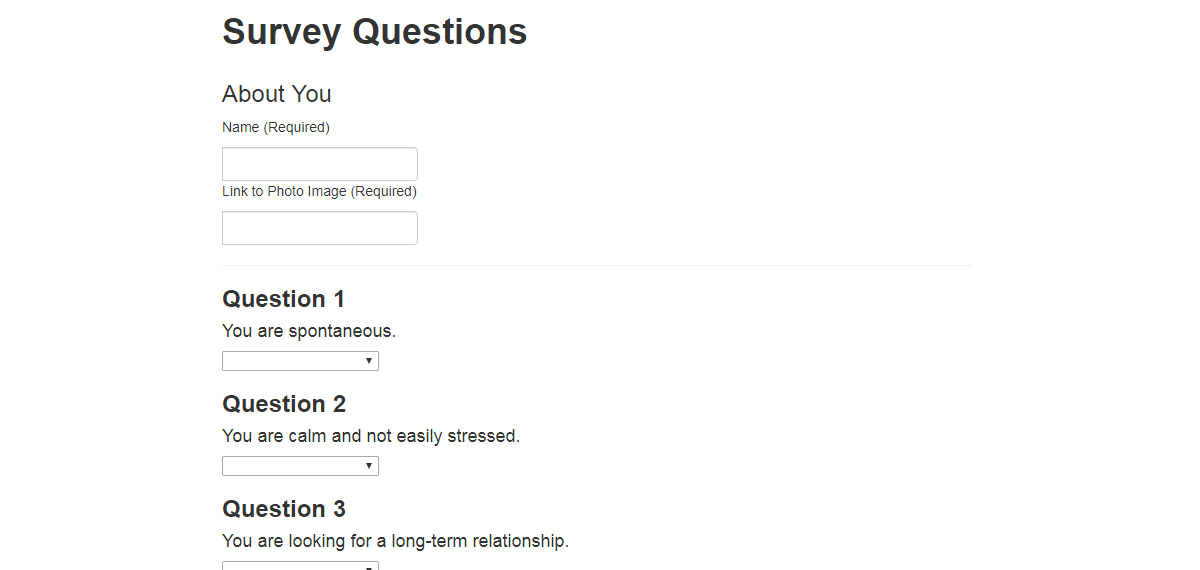 Survey Questions
About You
Name (Required)
Link to Photo Image (Required)
Question 1
You are spontaneous.
Question 2
You are calm and not easily stressed.
Question 3
You are looking for a long-term relationship.